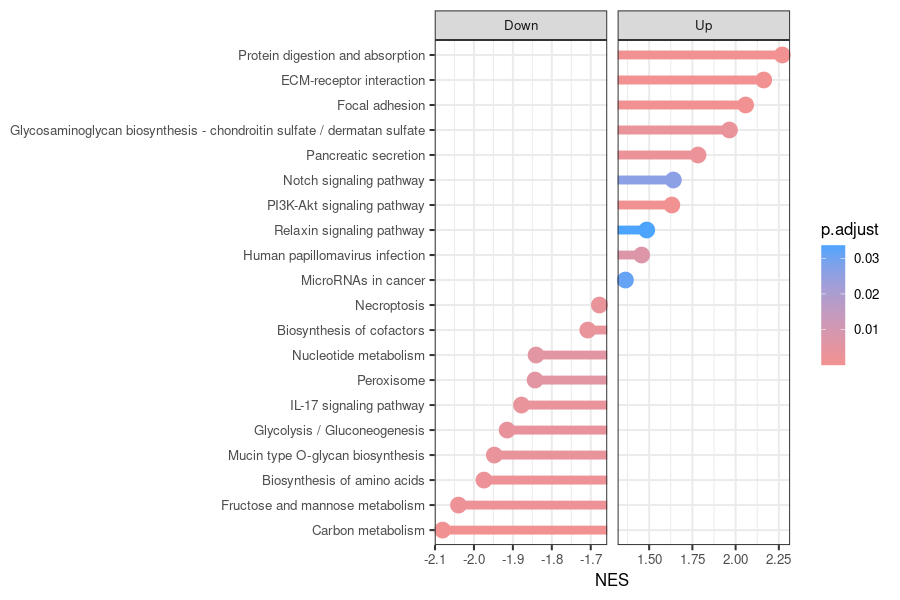 Down Up
Protein digestion and absorption
ECM-receptor interaction
Focal adhesion
Glycosaminoglycan biosynthesis - chondroitin sulfate / dermatan sulfate
Pancreatic secretion
Notch signaling pathway
PI3K-Akt signaling pathway
Relaxin signaling pathway
Human papillomavirus infection
MicroRNAs in cancer
Necroptosis
Biosynthesis of cofactors
Nucleotide metabolism
Peroxisome
IL-17 signaling pathway
Glycolysis / Gluconeogenesis
Mucin type O-glycan biosynthesis
Biosynthesis of amino acids
Fructose and mannose metabolism
Carbon metabolism
-2.1 -2.0 -1.9 -1.8 -1.7 1.50 1.75 2.00 2.25
NES
p.adjust
0.03
0.02
0.01